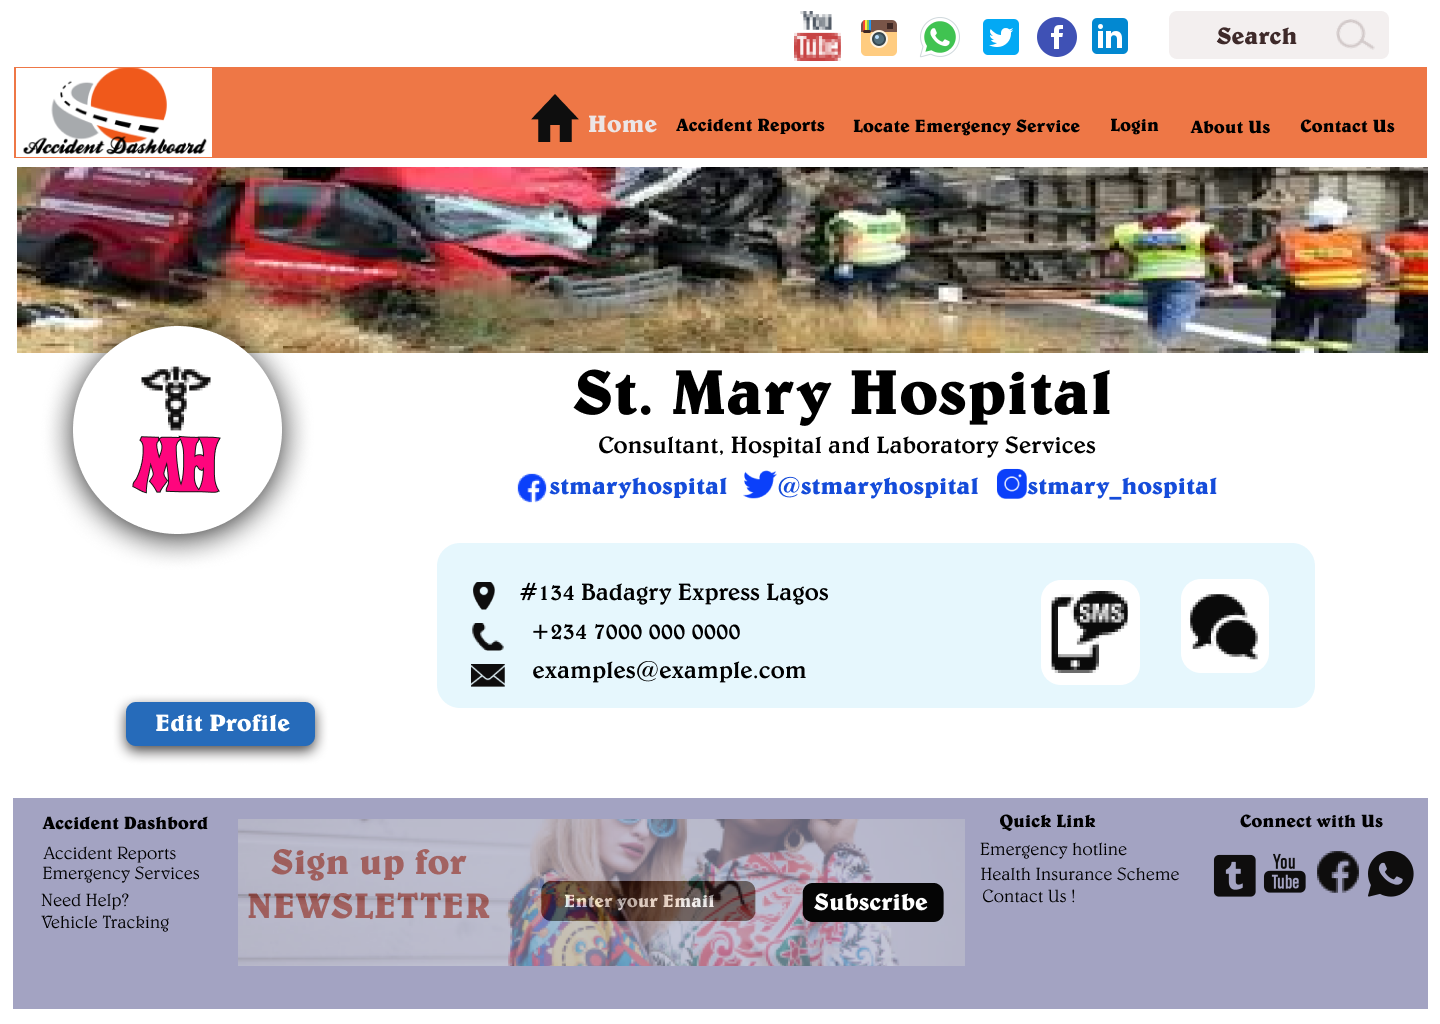 You
Tube
Search
Accident Dashboard
Home
Accident Reports
Locate Emergency Service
Login
About Us
Contact Us
MH
St. Mary Hospital
Consultant, Hospital and Laboratory Services
stmaryhospital
@stmaryhospital
stmary_hospital
#134 Badagry Express Lagos
+234 7000 000 0000
examples@example.com
SMS
Edit Profile
Accident Dashbord
Accident Reports
Emergency Services
Need Help?
Vehicle Tracking
Sign up for
NEWSLETTER
Enter your Email
Subscribe
Quick Link
Emergency hotline
Health Insurance Scheme
Contact Us !
Connect with Us
You
Tube